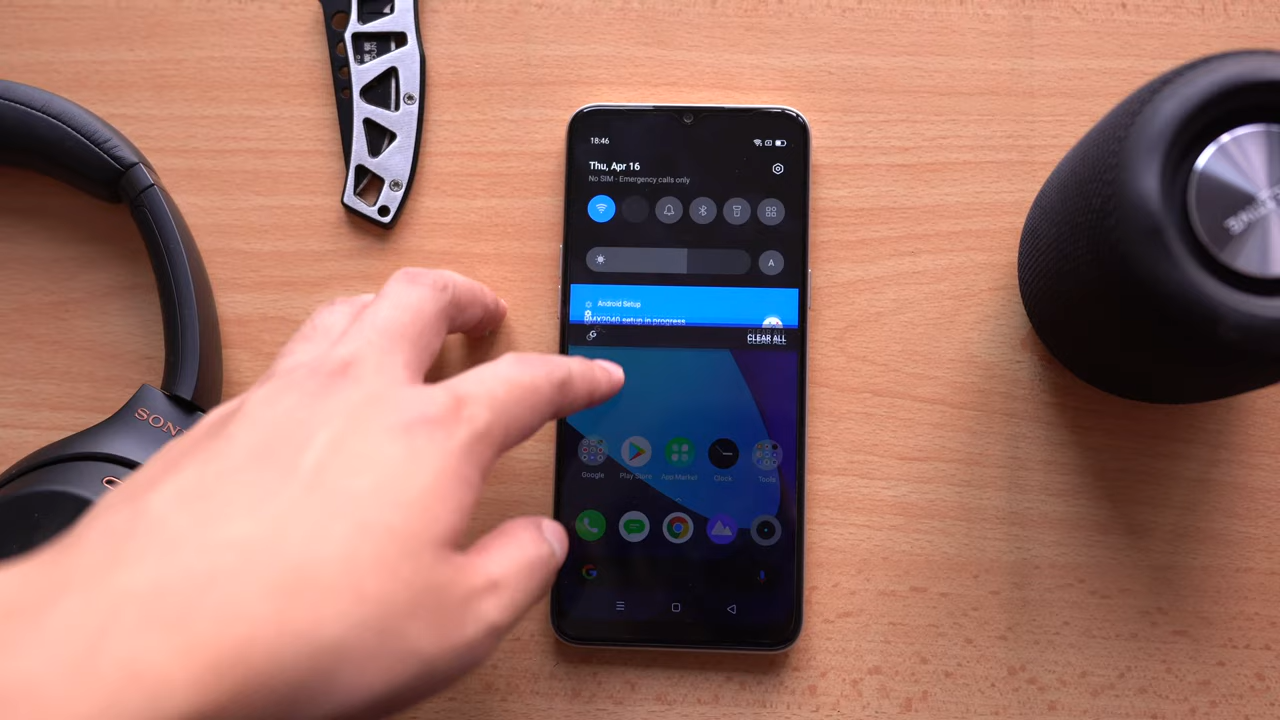 18:46
Thu, Apr 16
No SIM - Emergency calls only
A
Android Setup
RMX2040 setup in progress
CLEAR ALL
Google
Play Store
App Market
Clock
Tools
SON